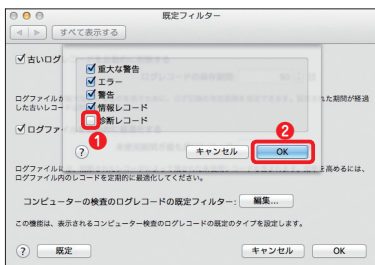 既定フィルター
すべて表示する
古いログ
重大な警告
エラー
警告
情報レコード
診断レコード
ログファイルが
された期間が経過
した古いレコー
ログファ
1
2
?
キャンセル
OK
ログファイルに
を高めるには、
ログファイル内のレコードを定期的に最適化してください。
コンピューターの検査のログレコードの既定フィルター:
編集...
この機能は、表示されるコンピューター検査のログレコードの既定のタイプを設定します。
?
既定
キャンセル
OK